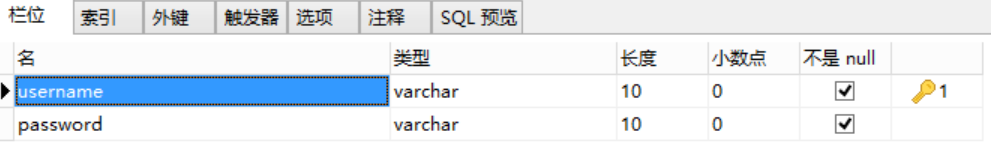 栏位 索引 外键 触发器 选项 注释 SQL 预览
名 类型 长度 小数点 不是 null
username varchar 10 0 1
password varchar 10 0